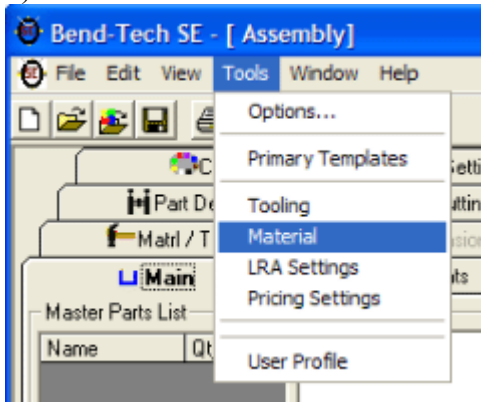 Bend-Tech SE - [ Assembly]
File Edit View Tools Window Help
Options...
Primary Templates
Tooling
Material
LRA Settings
Pricing Settings
User Profile
Part De
Matrl / T
Main
Master Parts List
Name Qt